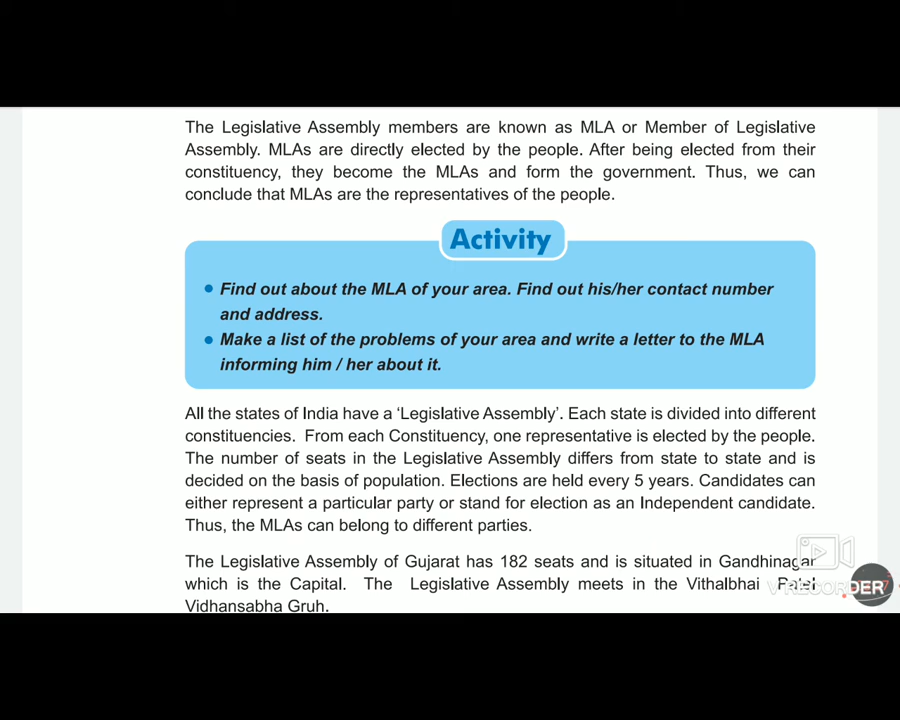 The Legislative Assembly members are known as MLA or Member of Legislative
Assembly. MLAs are directly elected by the people. After being elected from their
constituency, they become the MLAs and form the government. Thus, we can
conclude that MLAs are the representatives of the people.
Activity
• Find out about the MLA of your area. Find out his/her contact number
and address.
• Make a list of the problems of your area and write a letter to the MLA
informing him / her about it.
All the states of India have a ‘Legislative Assembly’. Each state is divided into different
constituencies. From each Constituency, one representative is elected by the people.
The number of seats in the Legislative Assembly differs from state to state and is
decided on the basis of population. Elections are held every 5 years. Candidates can
either represent a particular party or stand for election as an Independent candidate.
Thus, the MLAs can belong to different parties.
The Legislative Assembly of Gujarat has 182 seats and is situated in Gandhinagar
which is the Capital. The Legislative Assembly meets in the Vithalbhai Patel
Vidhansabha Gruh.
V RECORDER